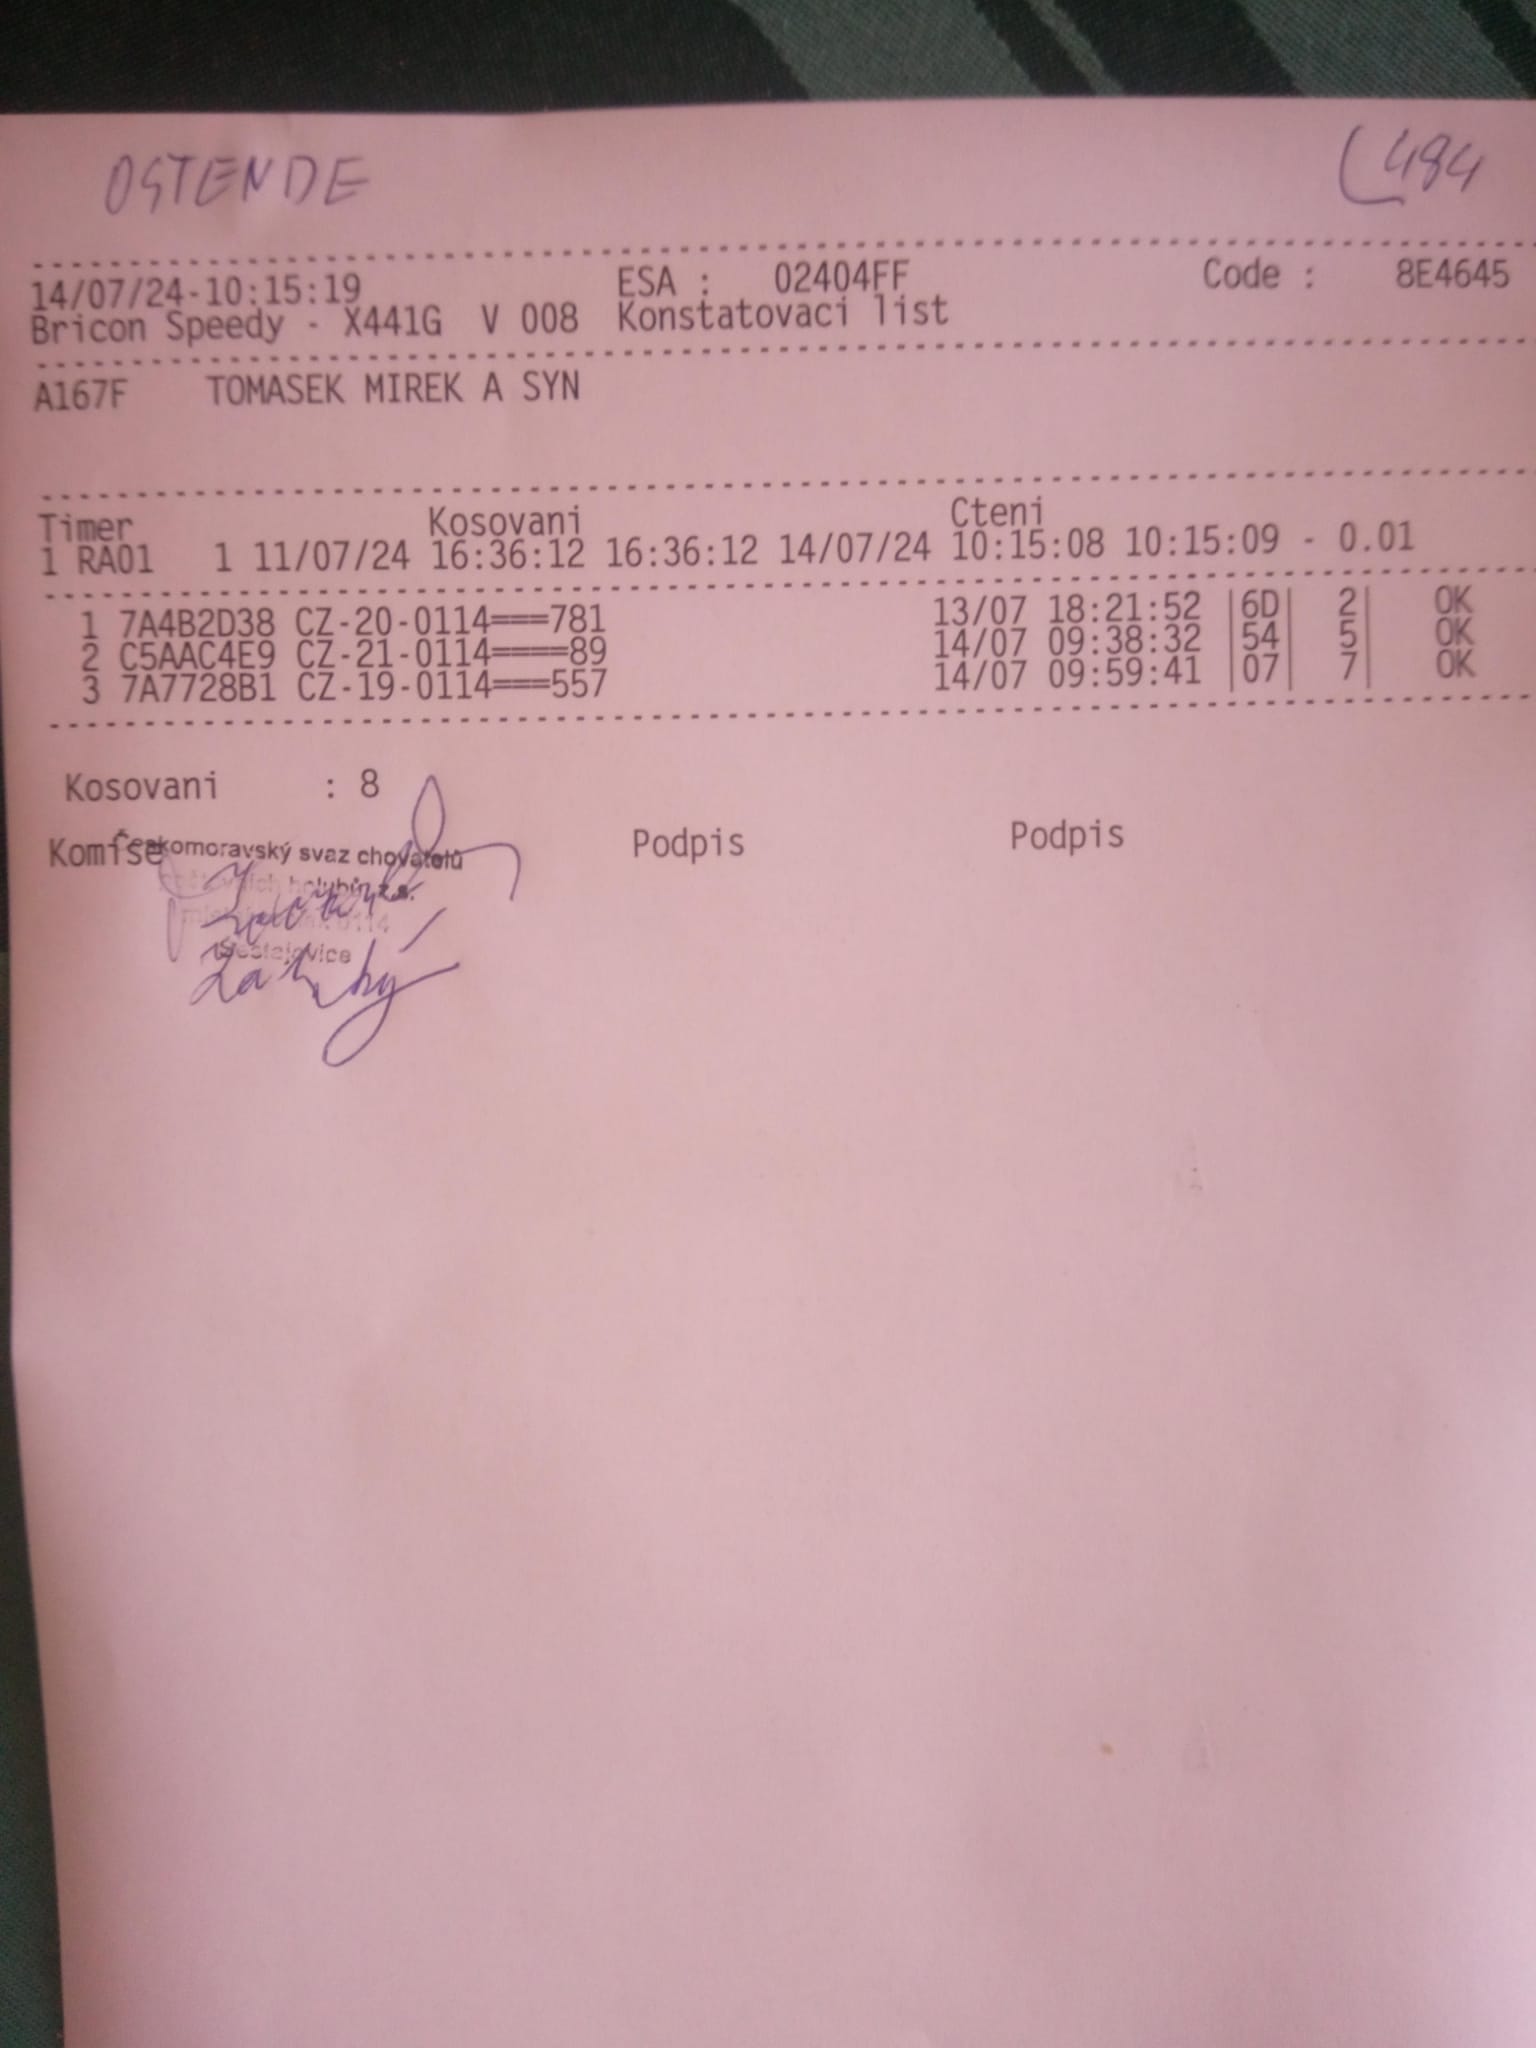 OSTENDE 484
14/07/24-10:15:19 ESA : 02404FF Code : 8E4645
Bricon Speedy - X441G V 008 Konstatovaci list
A167F TOMASEK MIREK A SYN
Timer Kosovani Cteni
1 RA01 1 11/07/24 16:36:12 16:36:12 14/07/24 10:15:08 10:15:09 - 0.01
1 7A4B2D38 CZ-20-0114===781 13/07 18:21:52 |6D| 2| OK
2 C5AAC4E9 CZ-21-0114====89 14/07 09:38:32 |54| 5| OK
3 7A7728B1 CZ-19-0114===557 14/07 09:59:41 |07| 7| OK
Kosovani : 8
Komise Podpis Podpis
Českomoravský svaz chovatelů
holubů z.s.
0114